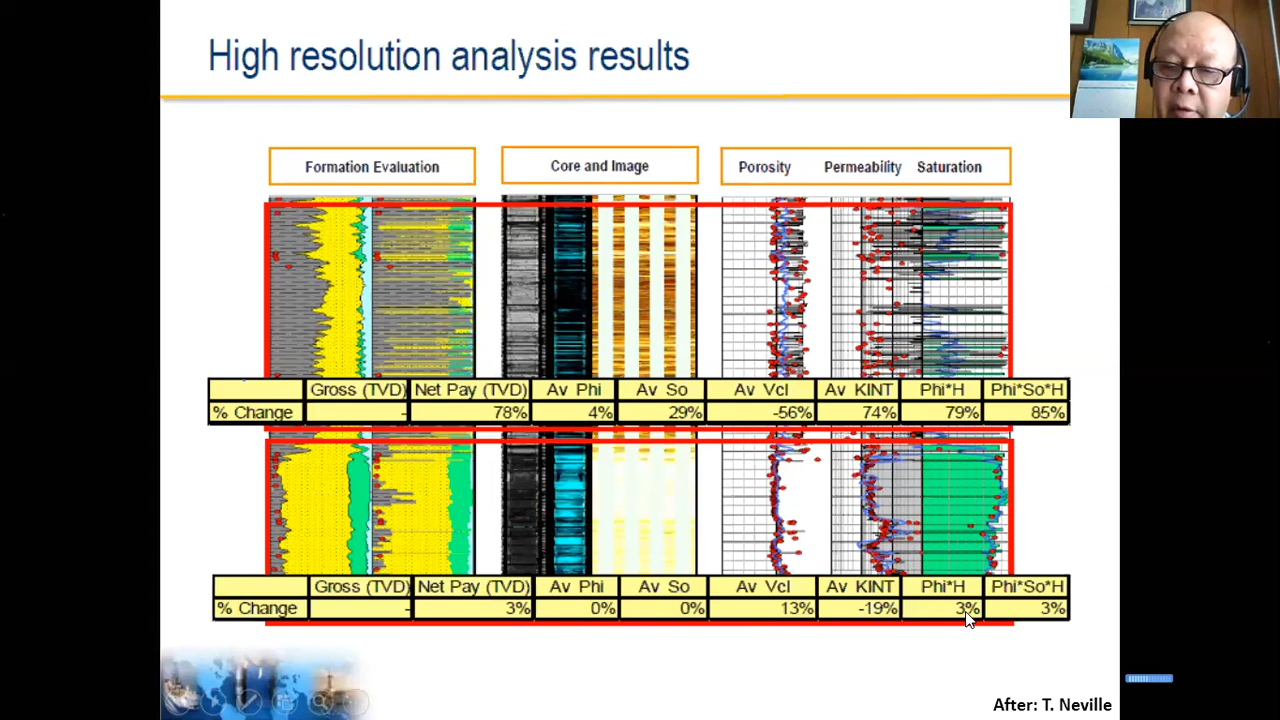 High resolution analysis results
Formation Evaluation
Core and Image
Porosity Permeability Saturation
Gross (TVD) Net Pay (TVD) Av Phi Av So Av Vcl Av KINT Phi*H Phi*So*H
% Change - 78% 4% 29% -56% 74% 79% 85%
Gross (TVD) Net Pay (TVD) Av Phi Av So Av Vcl Av KINT Phi*H Phi*So*H
% Change - 3% 0% 0% 13% -19% 3% 3%
After: T. Neville